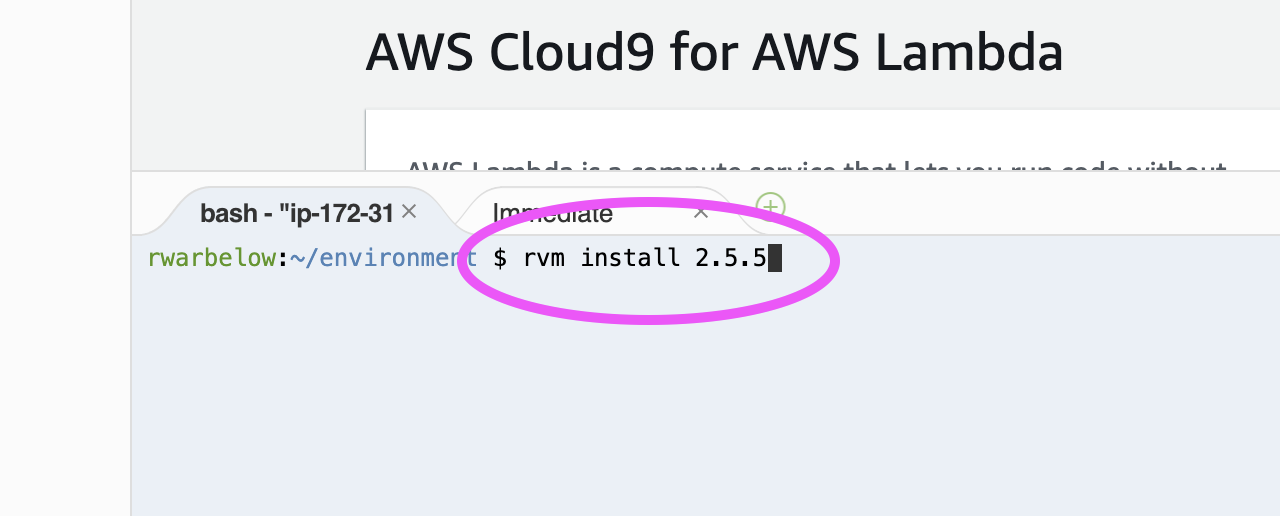 AWS Cloud9 for AWS Lambda
AWS Lambda is a compute service that lets you run code without
bash - "ip-172-31
Immediate
rwarbelow:~/environment $ rvm install 2.5.5